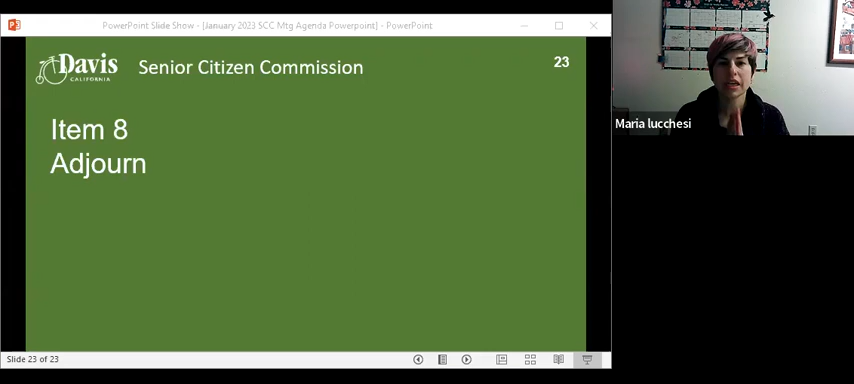 PowerPoint Slide Show - [January 2023 SCC Mtg Agenda Powerpoint] - PowerPoint
Davis
CALIFORNIA
Senior Citizen Commission
23
Item 8
Adjourn
Maria lucchesi
Slide 23 of 23